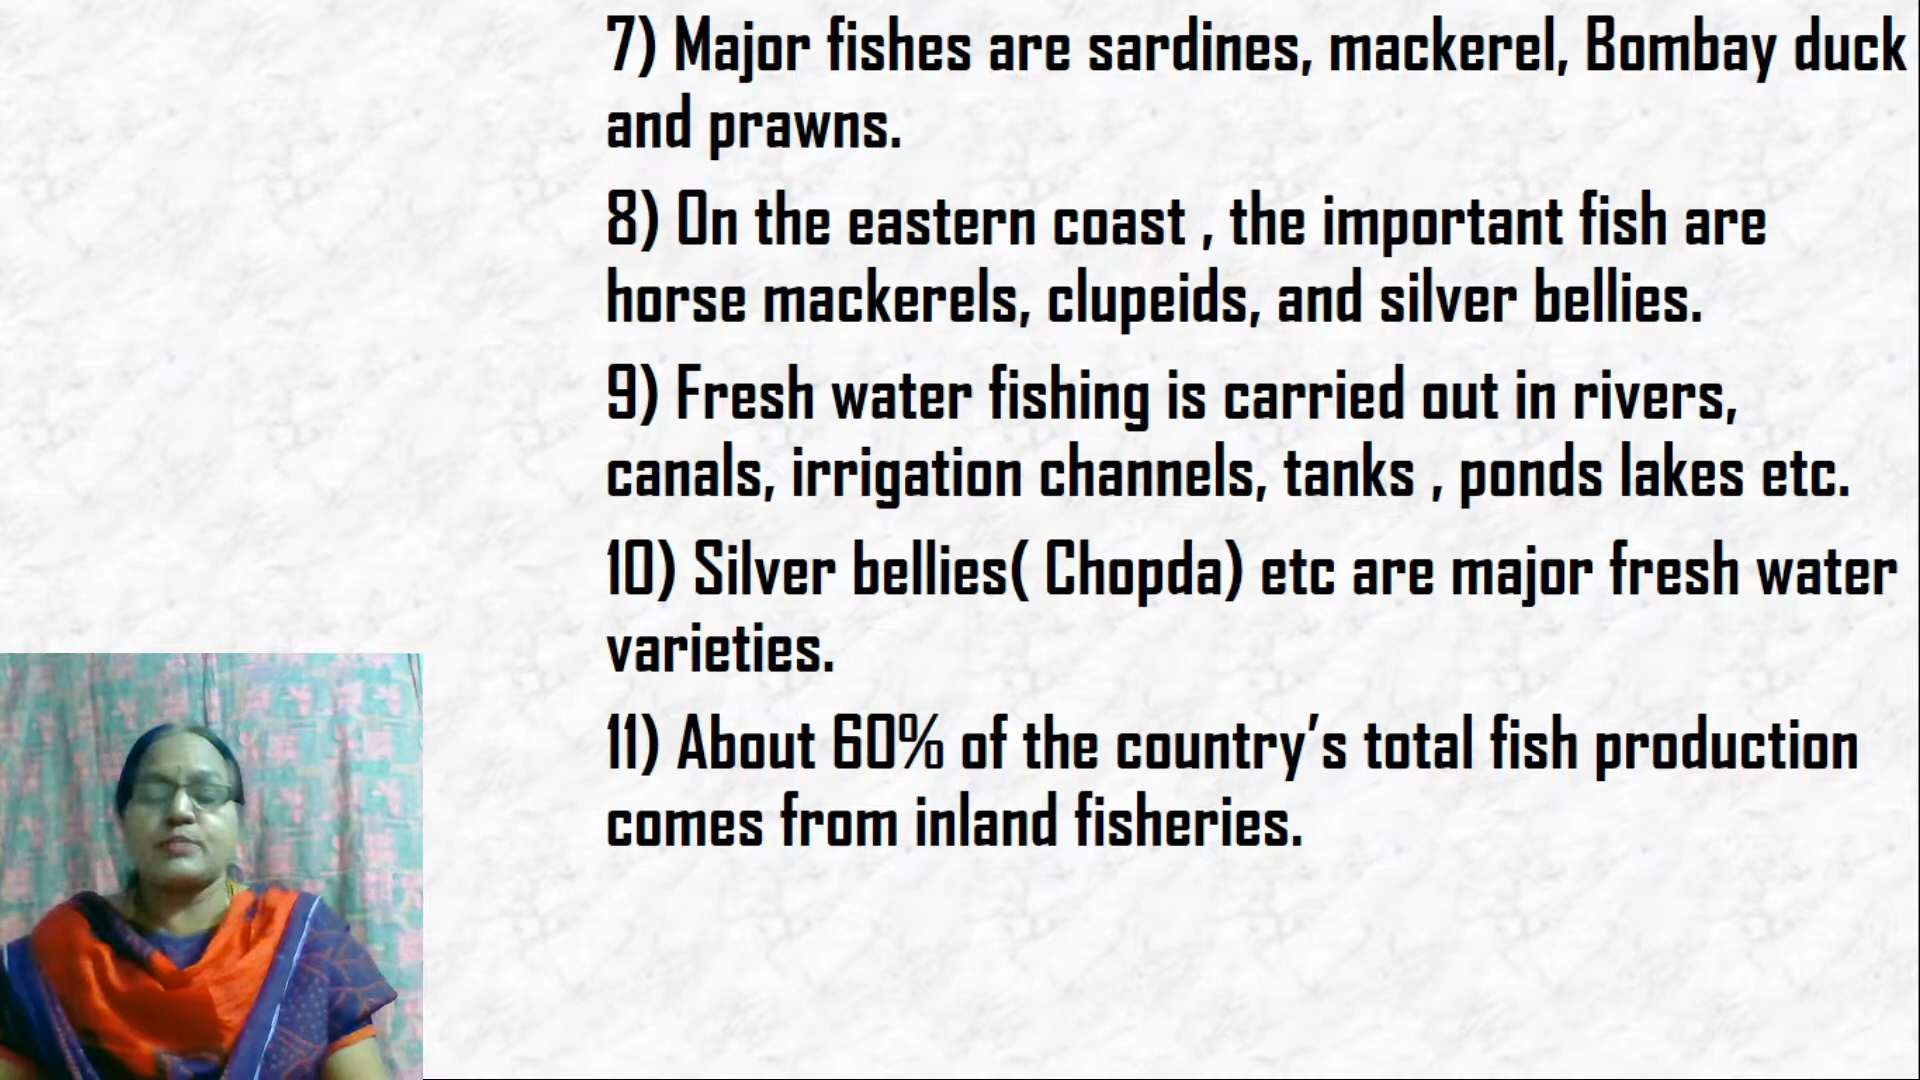 7) Major fishes are sardines, mackerel, Bombay duck
and prawns.
8) On the eastern coast , the important fish are
horse mackerels, clupeids, and silver bellies.
9) Fresh water fishing is carried out in rivers,
canals, irrigation channels, tanks , ponds lakes etc.
10) Silver bellies( Chopda) etc are major fresh water
varieties.
11) About 60% of the country's total fish production
comes from inland fisheries.